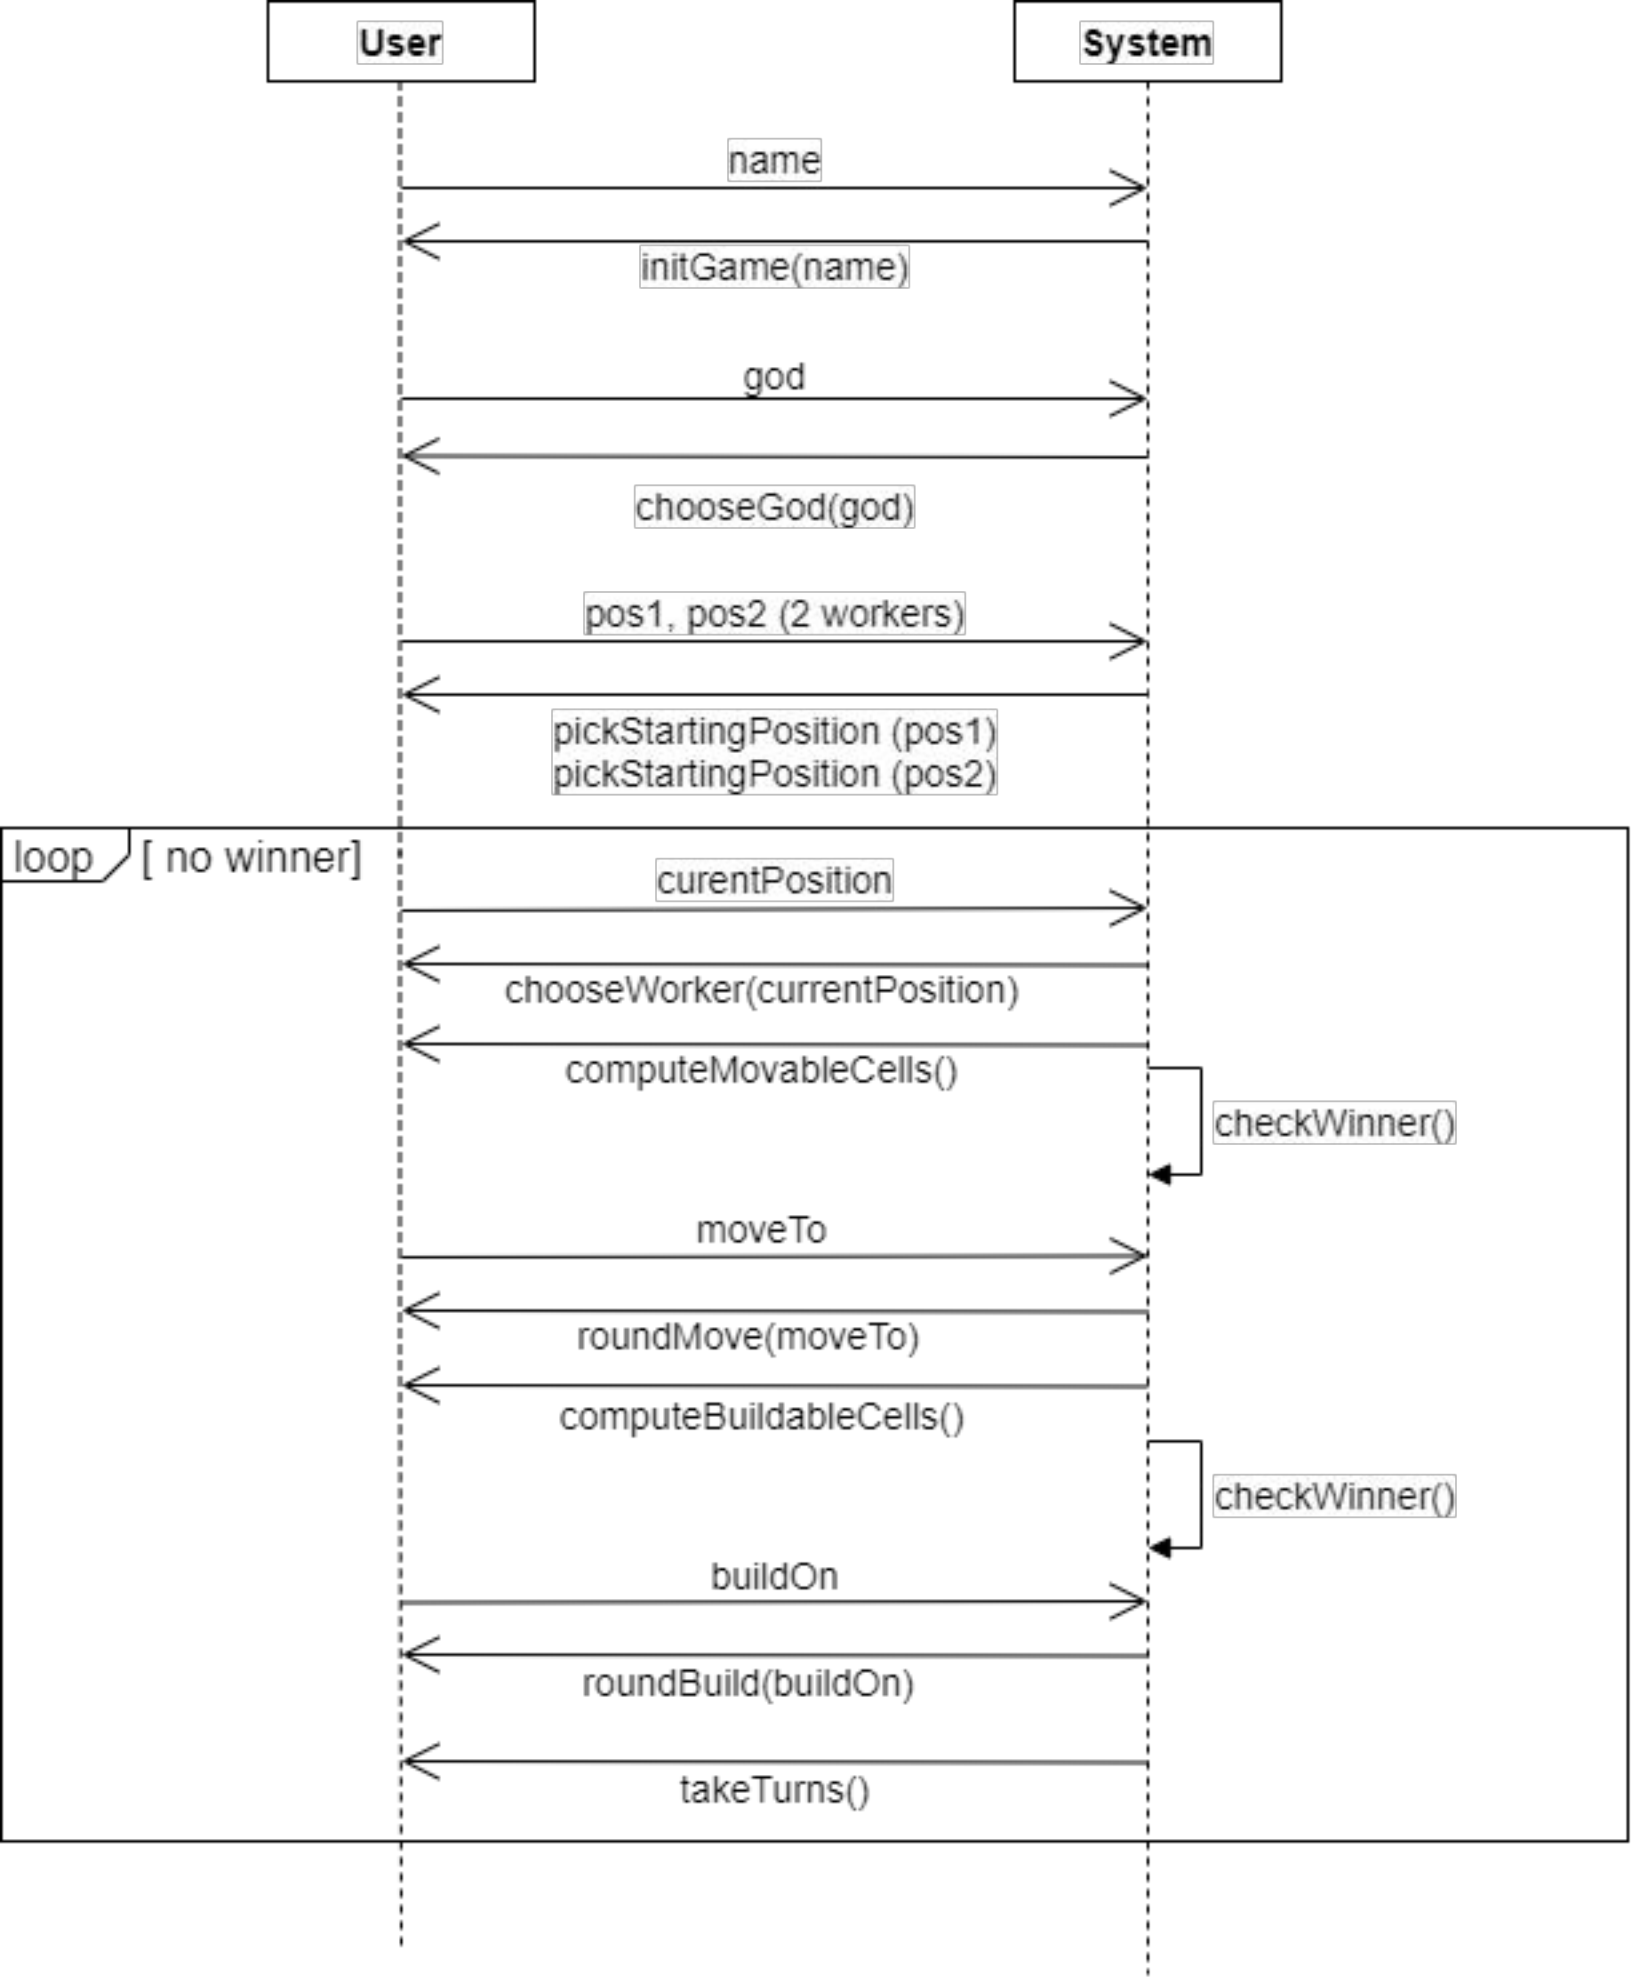 User
System
name
initGame(name)
god
chooseGod(god)
pos1, pos2 (2 workers)
pickStartingPosition (pos1)
pickStartingPosition (pos2)
loop
[ no winner]
curentPosition
chooseWorker(currentPosition)
computeMovableCells()
checkWinner()
moveTo
roundMove(moveTo)
computeBuildableCells()
checkWinner()
buildOn
roundBuild(buildOn)
takeTurns()